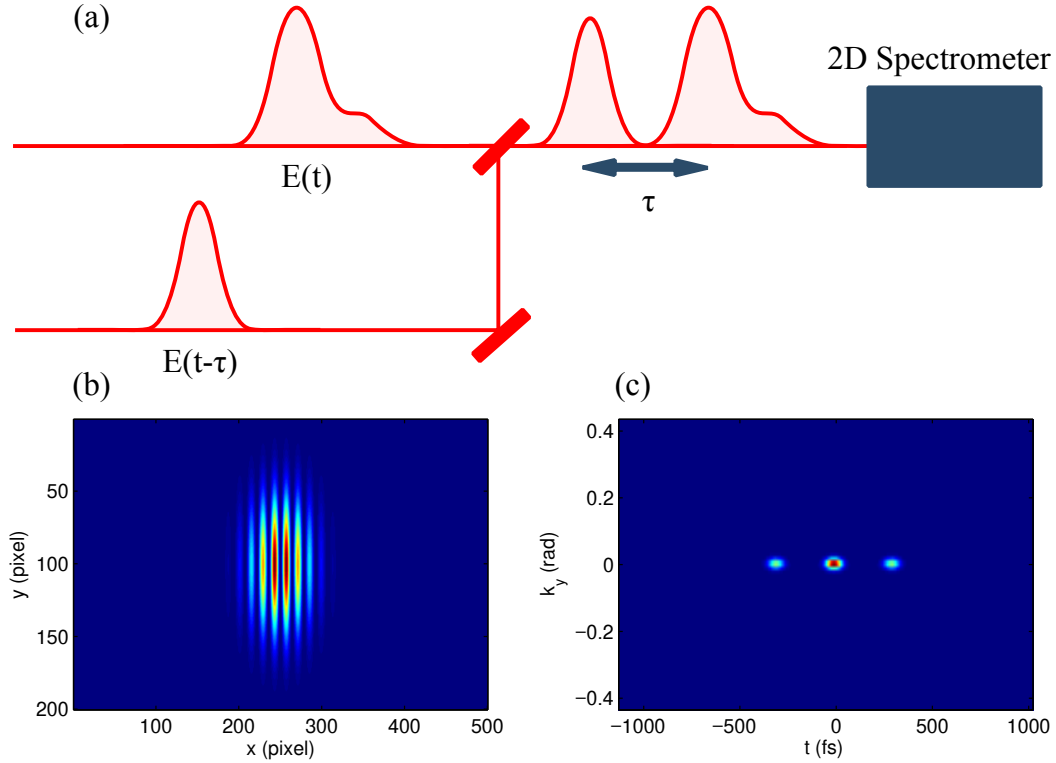 (a)
2D Spectrometer
E(t)
τ
E(t-τ)
(b)
(c)
50
100
150
200
y (pixel)
100
200
300
400
500
x (pixel)
0.4
0.2
0
−0.2
−0.4
k_y (rad)
−1000
−500
0
500
1000
t (fs)